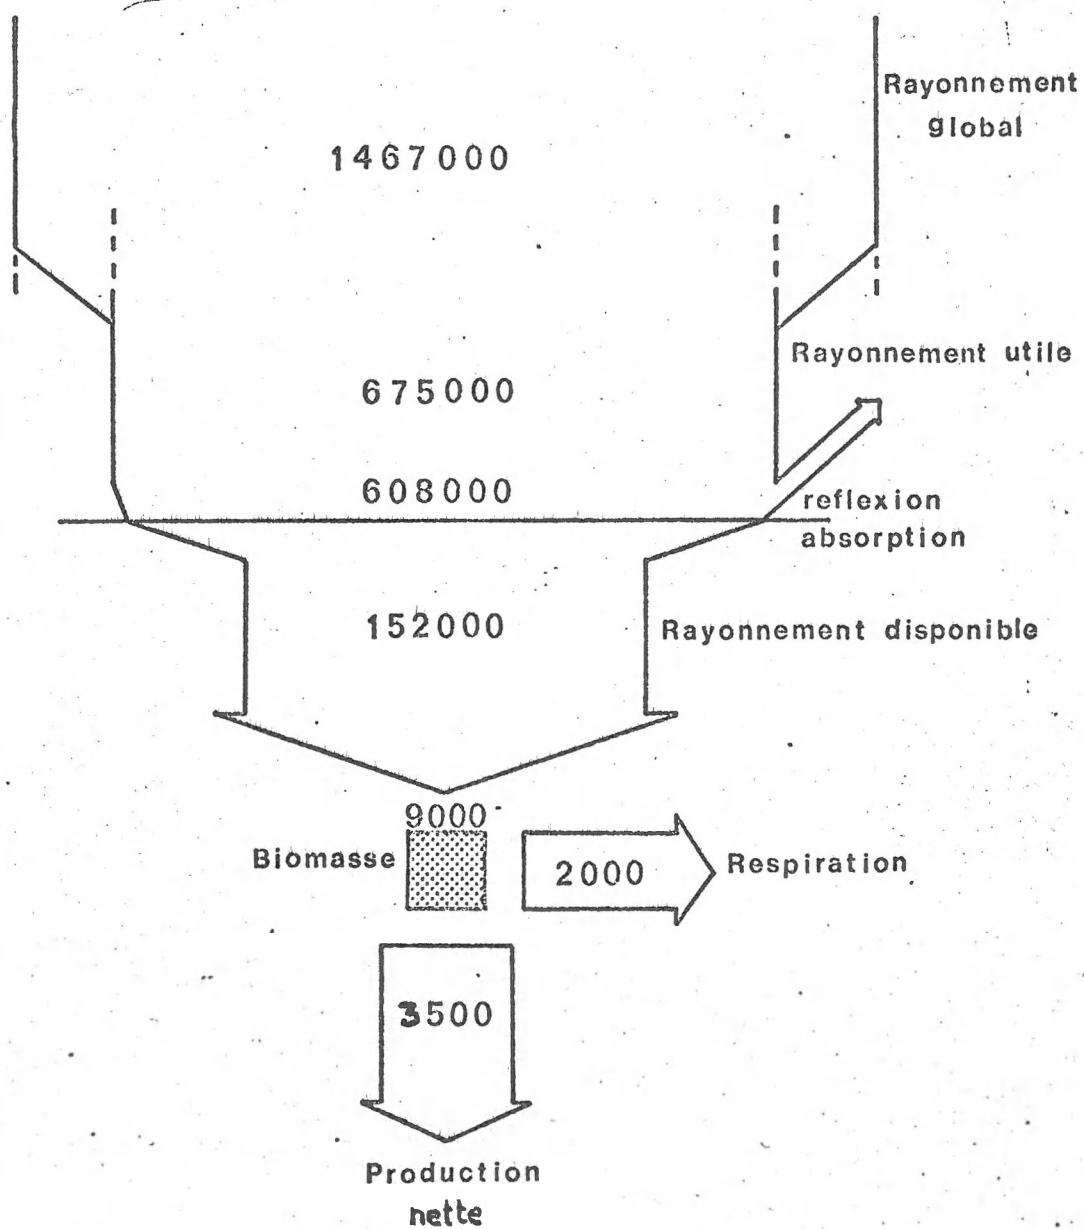 Rayonnement
global
1467000
Rayonnement utile
675000
608000
reflexion
absorption
152000
Rayonnement disponible
9000
Biomasse
2000
Respiration
3500
Production
nette